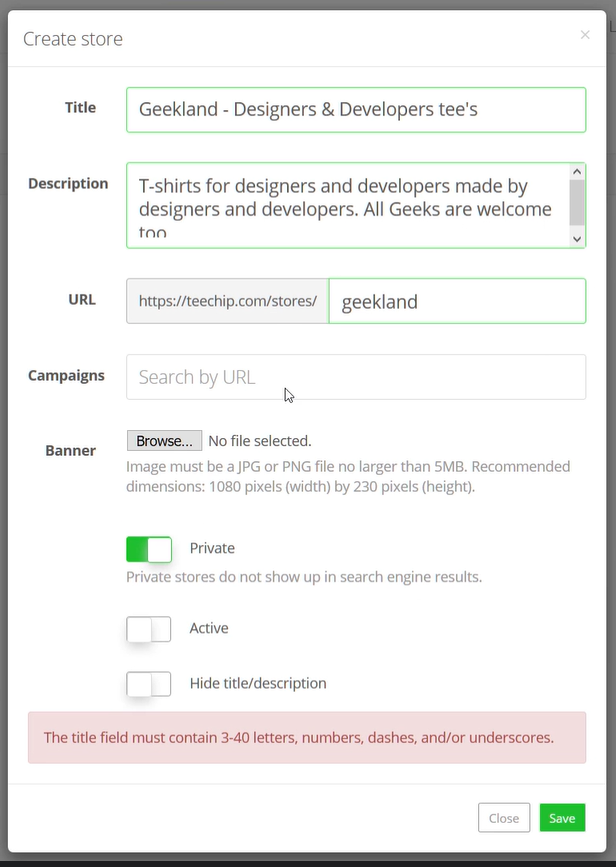 Create store
×
Title
Geekland - Designers & Developers tee's
Description
T-shirts for designers and developers made by
designers and developers. All Geeks are welcome
too
URL
https://teechip.com/stores/
geekland
Campaigns
Search by URL
Banner
Browse... No file selected.
Image must be a JPG or PNG file no larger than 5MB. Recommended
dimensions: 1080 pixels (width) by 230 pixels (height).
Private
Private stores do not show up in search engine results.
Active
Hide title/description
The title field must contain 3-40 letters, numbers, dashes, and/or underscores.
Close
Save